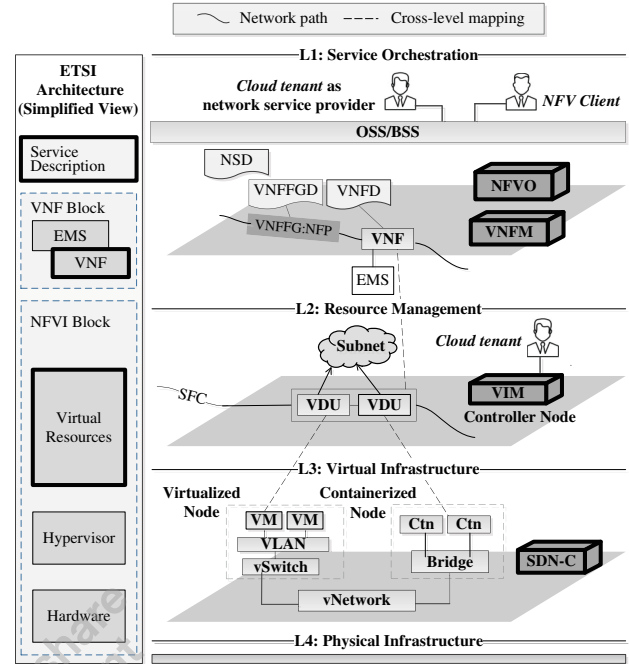 Network path
Cross-level mapping
ETSI
Architecture
(Simplified View)
Service
Description
VNF Block
EMS
VNF
NFVI Block
Virtual
Resources
Hypervisor
Hardware
L1: Service Orchestration
Cloud tenant as
network service provider
NFV Client
OSS/BSS
NSD
VNFFGD
VNFD
NFVO
VNFFG:NFP
VNF
VNFM
EMS
L2: Resource Management
Subnet
Cloud tenant
SFC
VDU
VDU
VIM
Controller Node
L3: Virtual Infrastructure
Virtualized
Node
Containerized
Node
VM
VM
Ctn
Ctn
VLAN
vSwitch
Bridge
SDN-C
vNetwork
L4: Physical Infrastructure
share